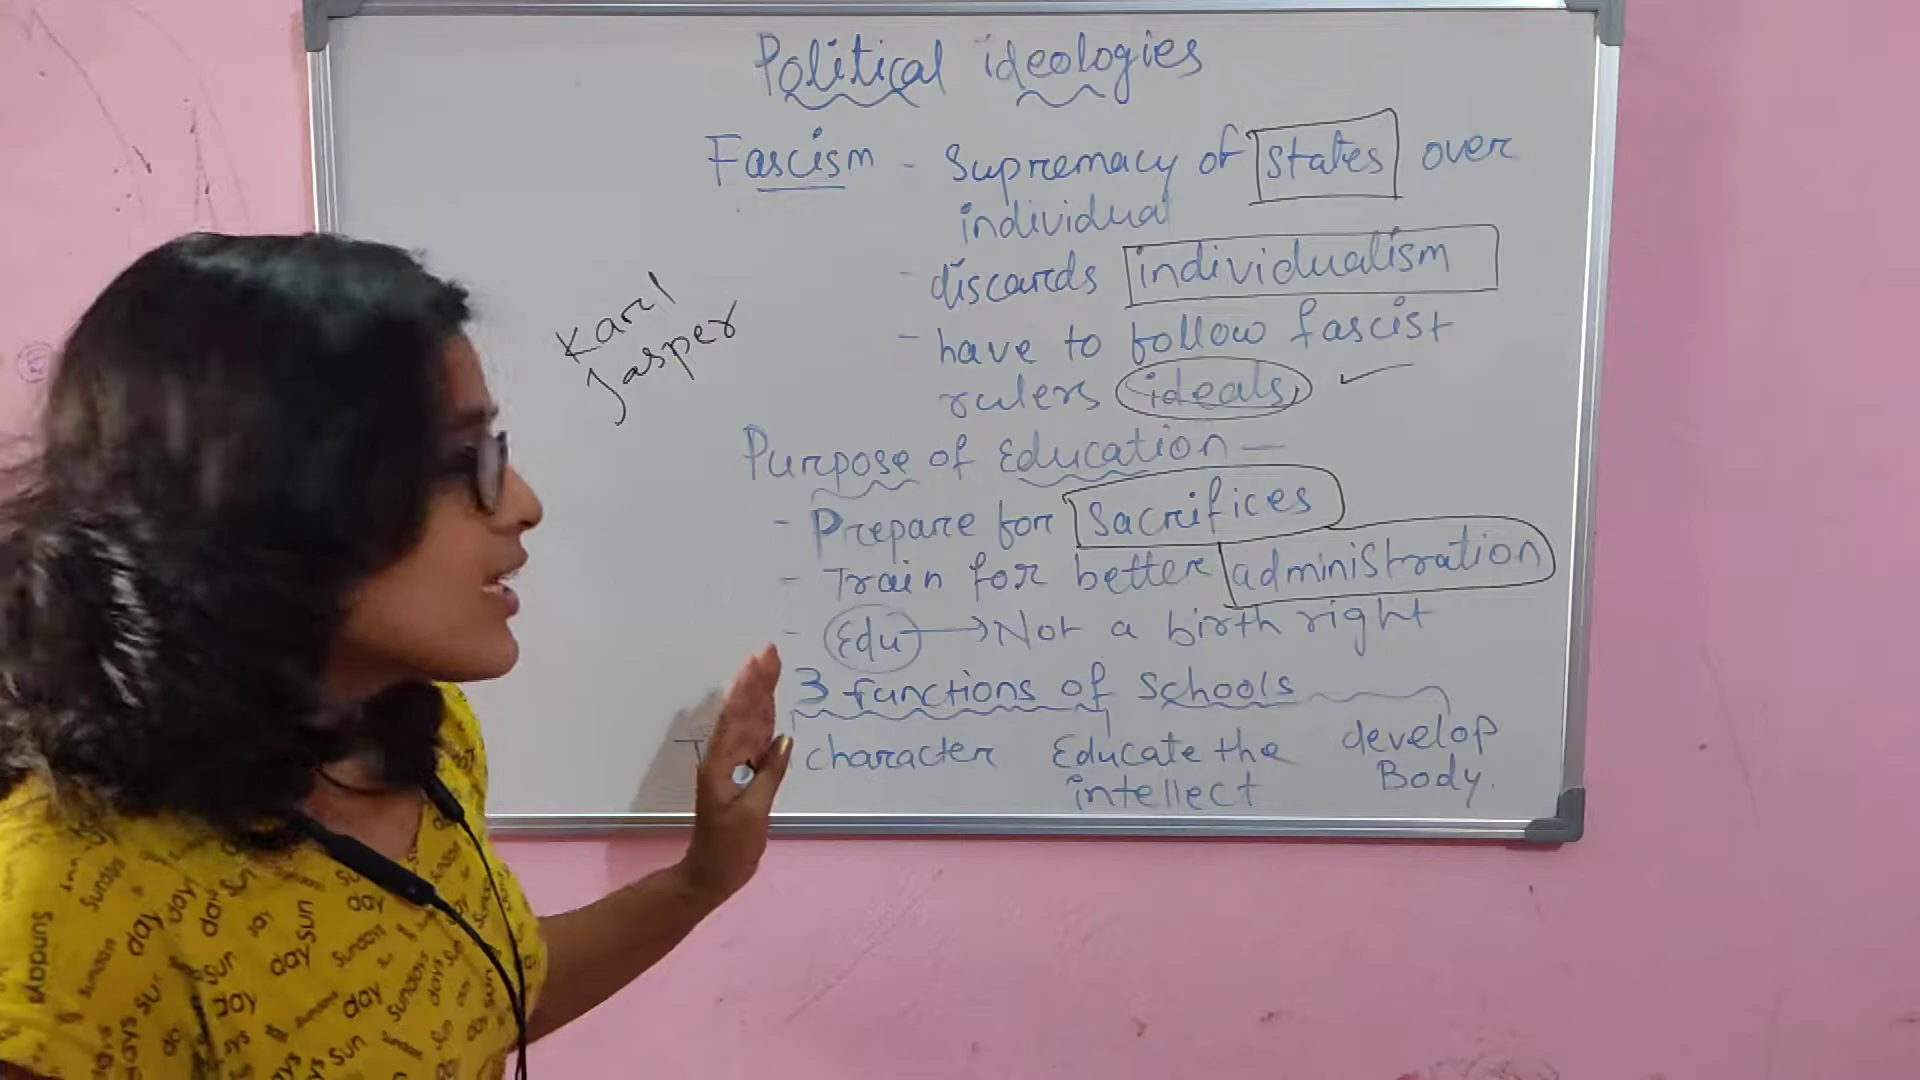 Political ideologies
Fascism - Supremacy of states over
individual
- discards individualism
- have to follow fascist
rulers ideals
Karl
Jasper
Purpose of Education —
- Prepare for Sacrifices
- Train for better administration
- Edu → Not a birth right
3 functions of Schools
character Educate the develop
intellect Body.